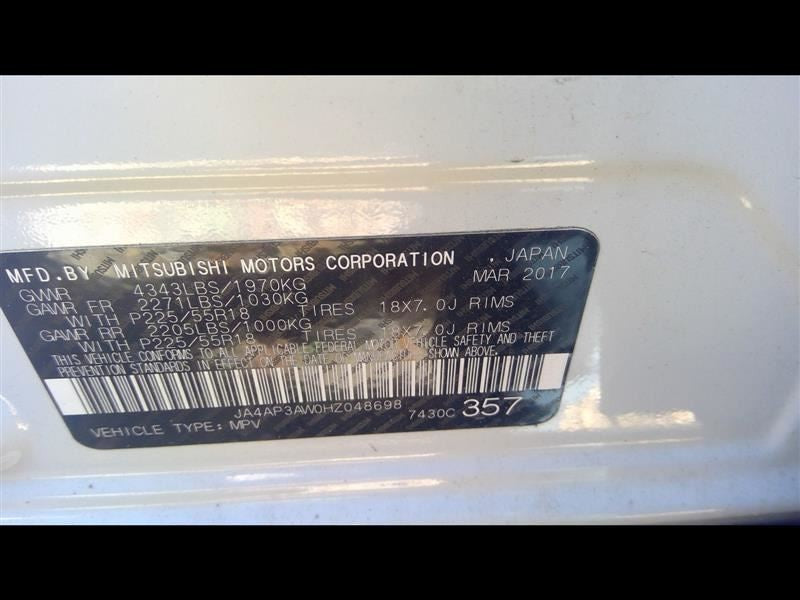 MFD. BY MITSUBISHI MOTORS CORPORATION , JAPAN
GVWR 4343LBS/1970KG MAR 2017
GAWR FR 2271LBS/1030KG
WITH P225/55R18 TIRES 18X7.0J RIMS
GAWR RR 2205LBS/1000KG
WITH P225/55R18 TIRES 18X7.0J RIMS
THIS VEHICLE CONFORMS TO ALL APPLICABLE FEDERAL MOTOR VEHICLE SAFETY AND THEFT
PREVENTION STANDARDS IN EFFECT ON THE DATE OF MANUFACTURE SHOWN ABOVE.
JA4AP3AW0HZ048698 7430C 357
VEHICLE TYPE: MPV